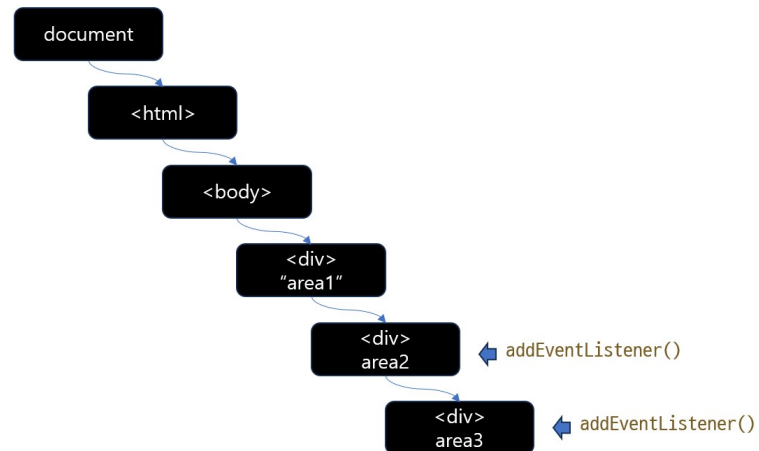 document
<html>
<body>
<div>
“area1”
<div>
area2
addEventListener()
<div>
area3
addEventListener()